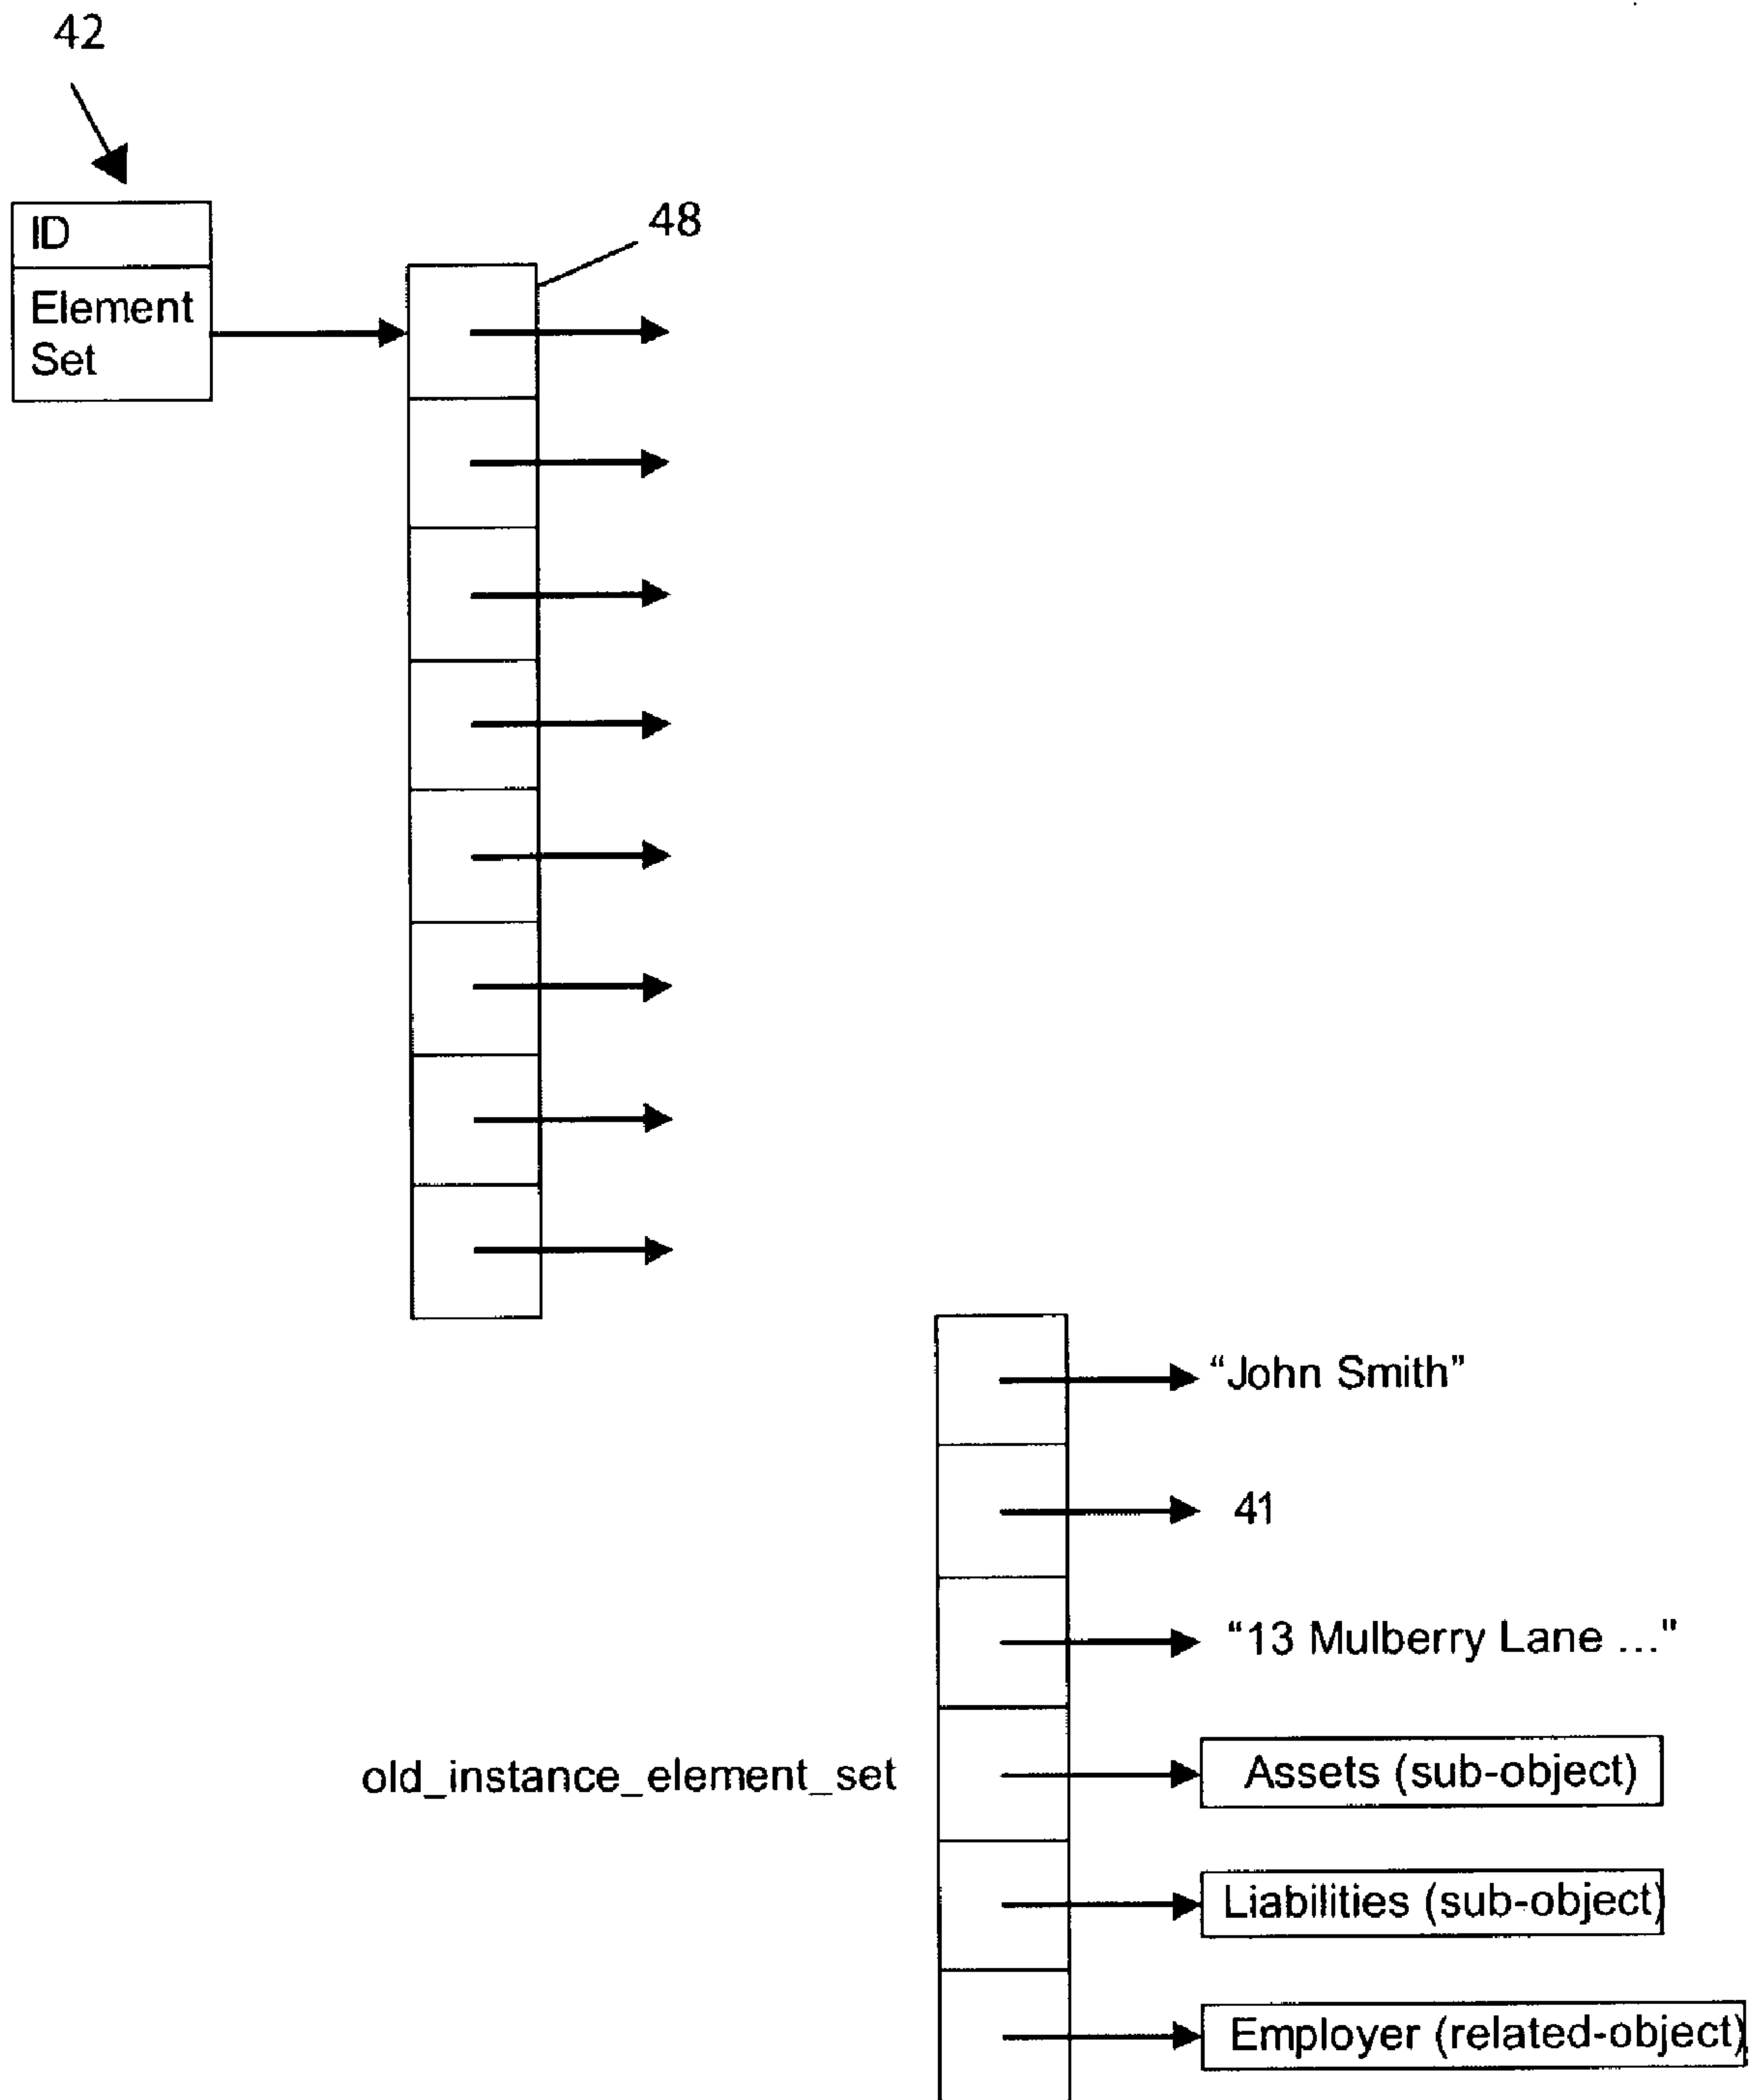 42
ID
Element
Set
48
“John Smith”
41
“13 Mulberry Lane ..."
old_instance_element_set
Assets (sub-object)
Liabilities (sub-object)
Employer (related-object)